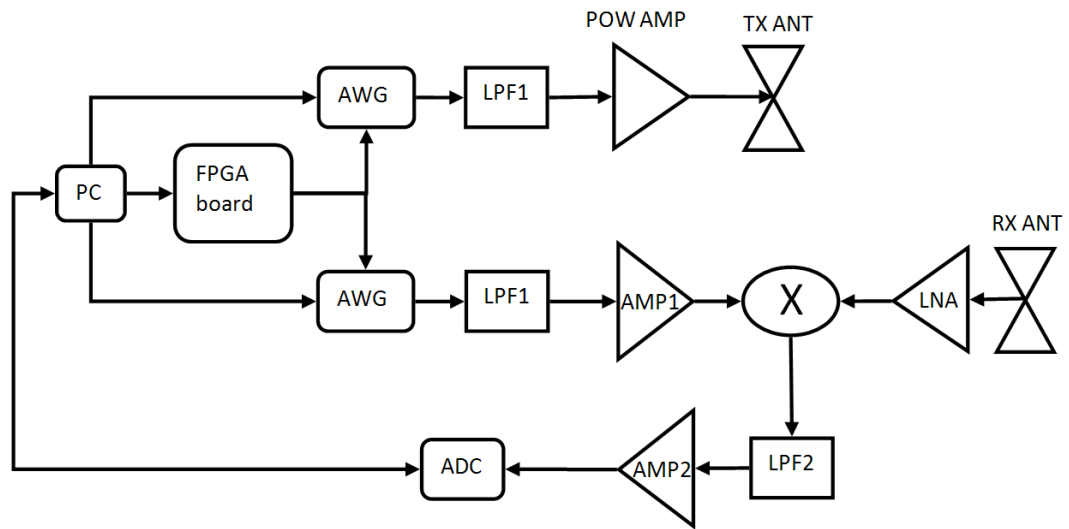 POW AMP
TX ANT
AWG
LPF1
FPGA
board
PC
RX ANT
AWG
LPF1
AMP1
X
LNA
ADC
AMP2
LPF2